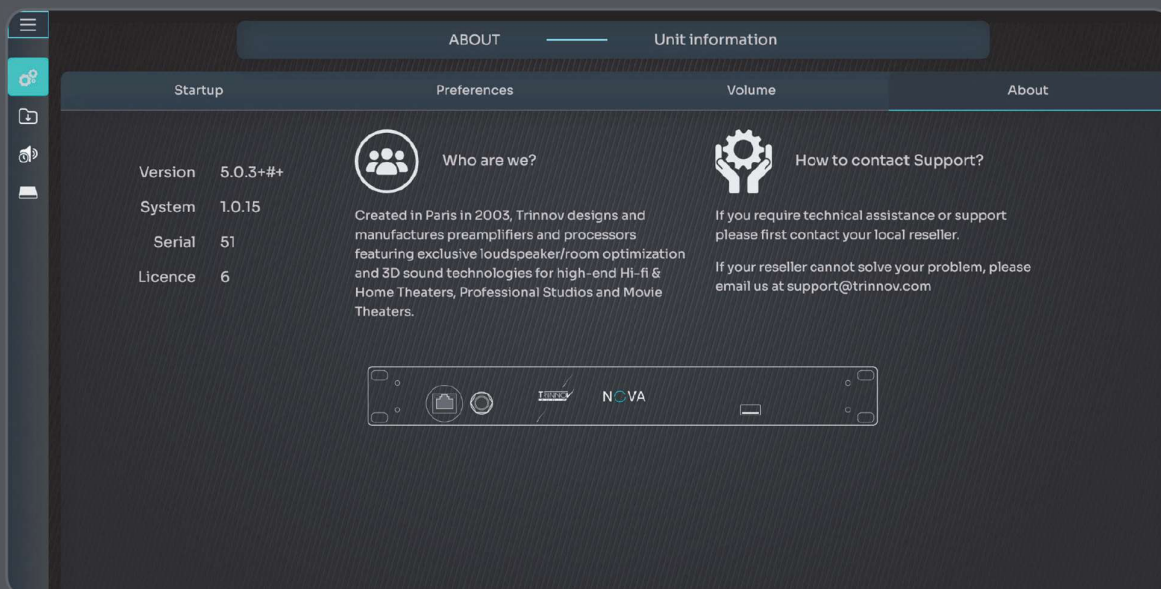 ABOUT Unit information
Startup Preferences Volume About
Version 5.0.3+#+
System 1.0.15
Serial 51
Licence 6
Who are we?
Created in Paris in 2003, Trinnov designs and
manufactures preamplifiers and processors
featuring exclusive loudspeaker/room optimization
and 3D sound technologies for high-end Hi-fi &
Home Theaters, Professional Studios and Movie
Theaters.
How to contact Support?
If you require technical assistance or support
please first contact your local reseller.
If your reseller cannot solve your problem, please
email us at support@trinnov.com
TRINNOV NOVA